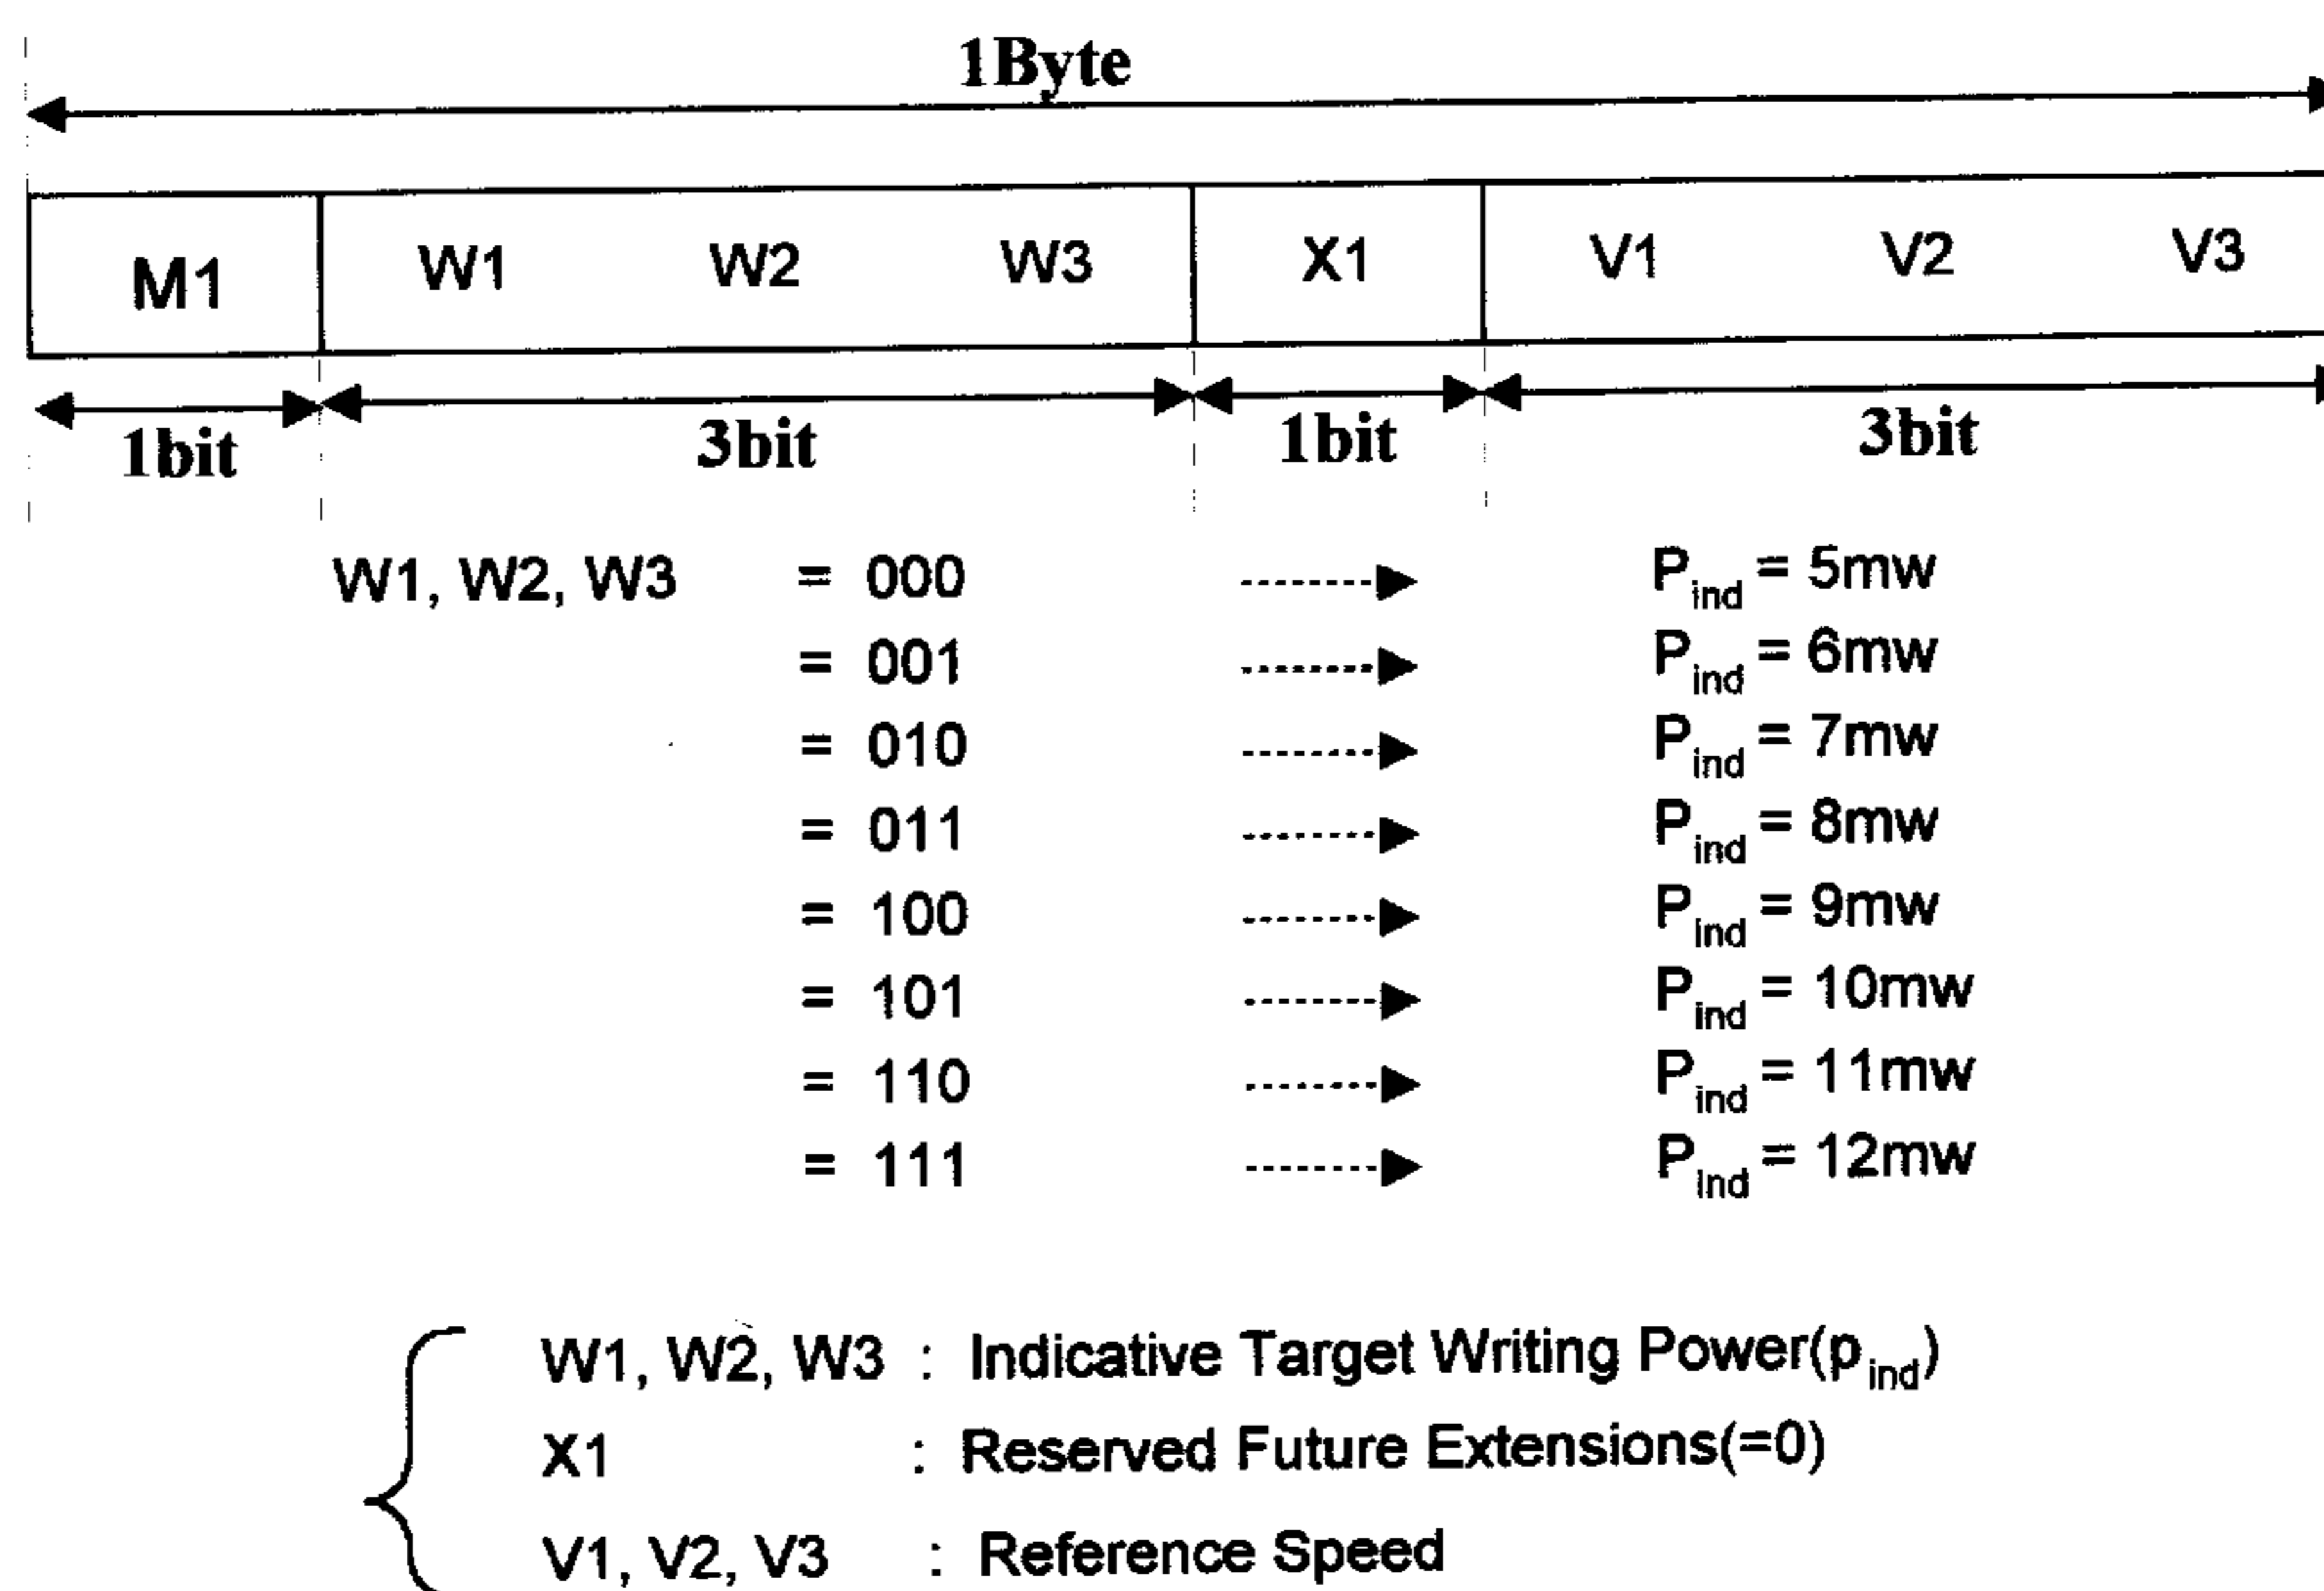 1Byte
M1 W1 W2 W3 X1 V1 V2 V3
1bit 3bit 1bit 3bit
W1, W2, W3 = 000 Pind = 5mw
= 001 Pind = 6mw
= 010 Pind = 7mw
= 011 Pind = 8mw
= 100 Pind = 9mw
= 101 Pind = 10mw
= 110 Pind = 11mw
= 111 Pind = 12mw
W1, W2, W3 : Indicative Target Writing Power(pind)
X1 : Reserved Future Extensions(=0)
V1, V2, V3 : Reference Speed